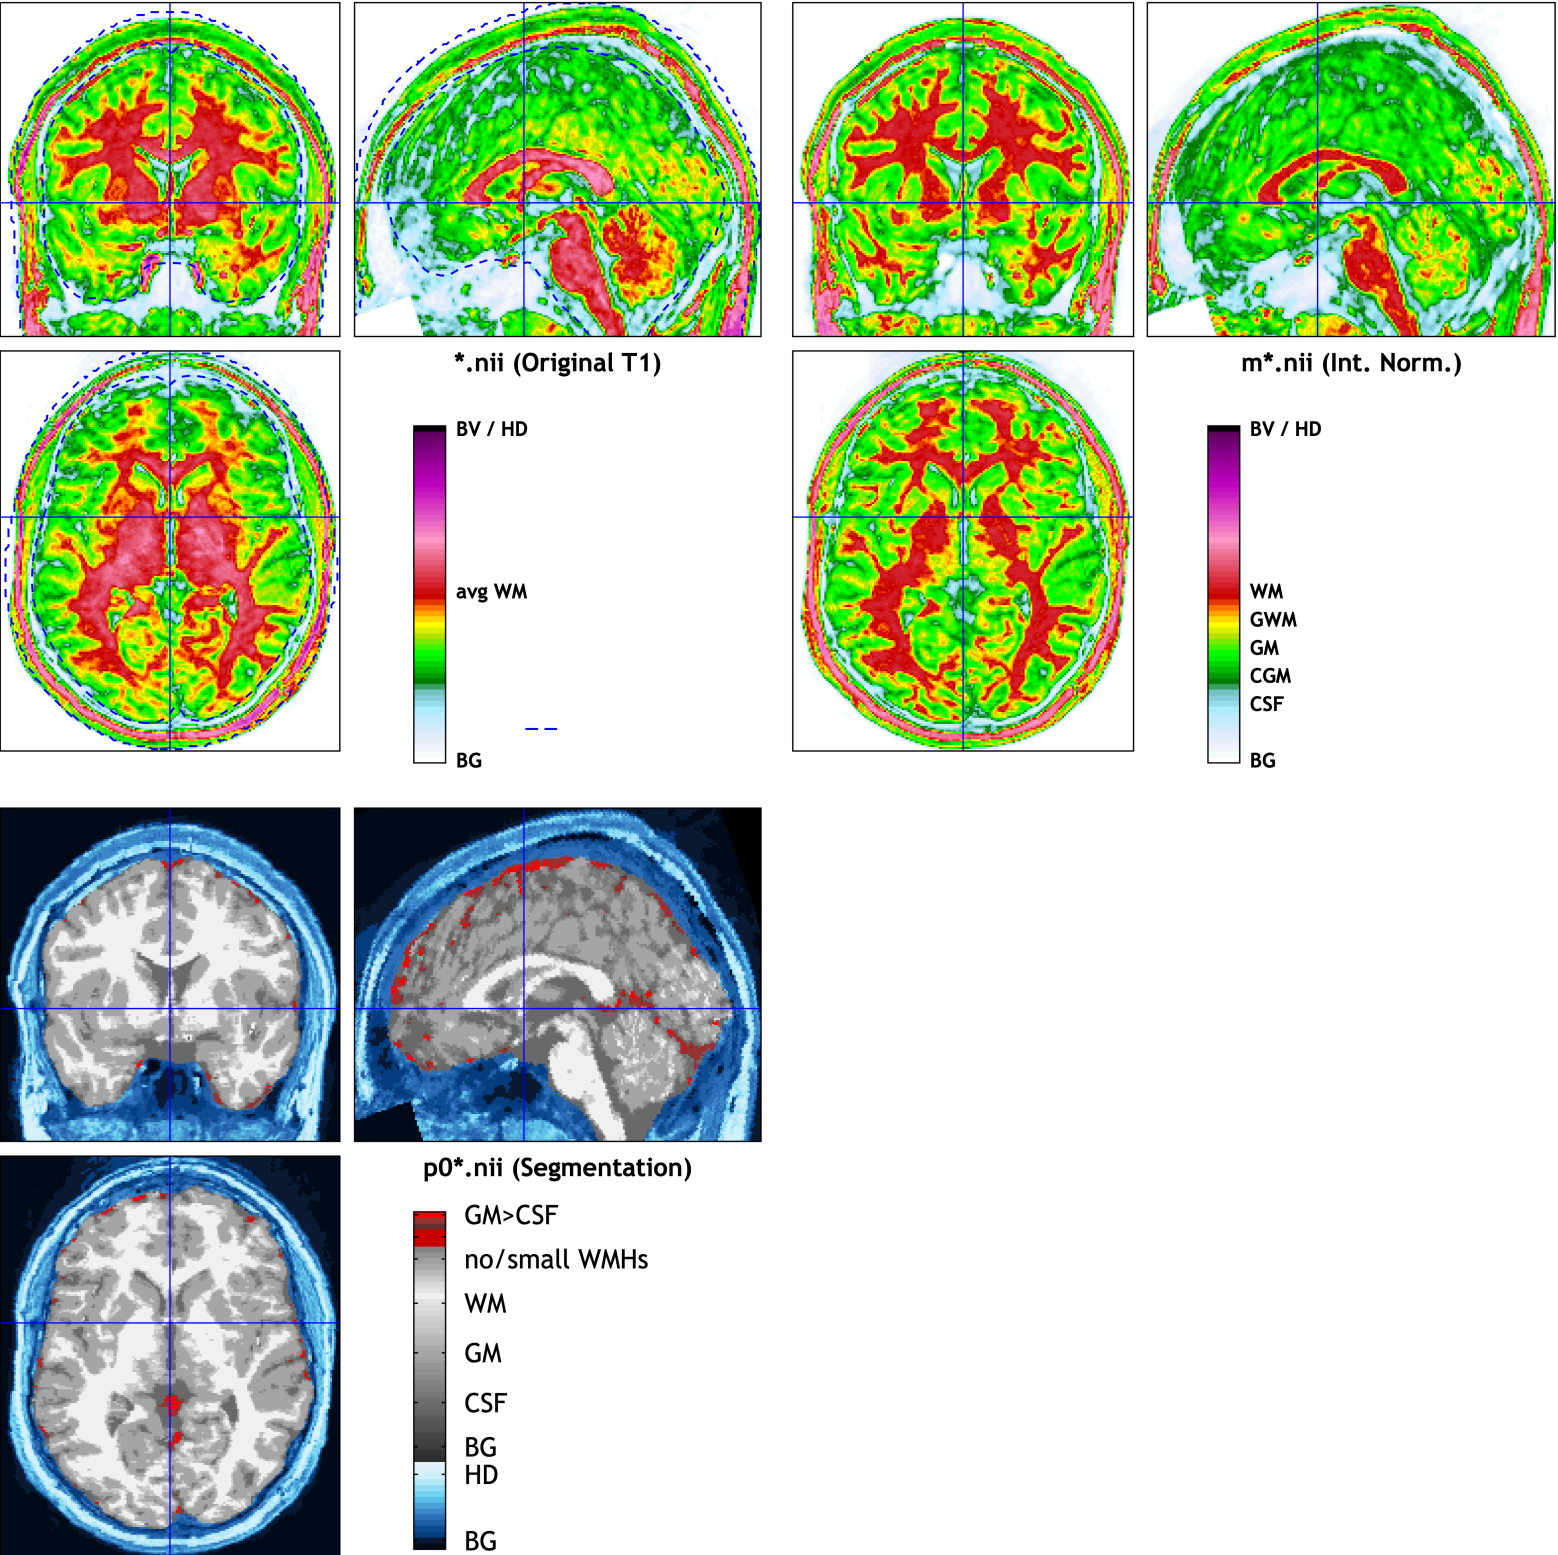 *.nii (Original T1)
BV / HD
avg WM
BG
m*.nii (Int. Norm.)
BV / HD
WM
GWM
GM
CGM
CSF
BG
p0*.nii (Segmentation)
GM>CSF
no/small WMHs
WM
GM
CSF
BG
HD
BG